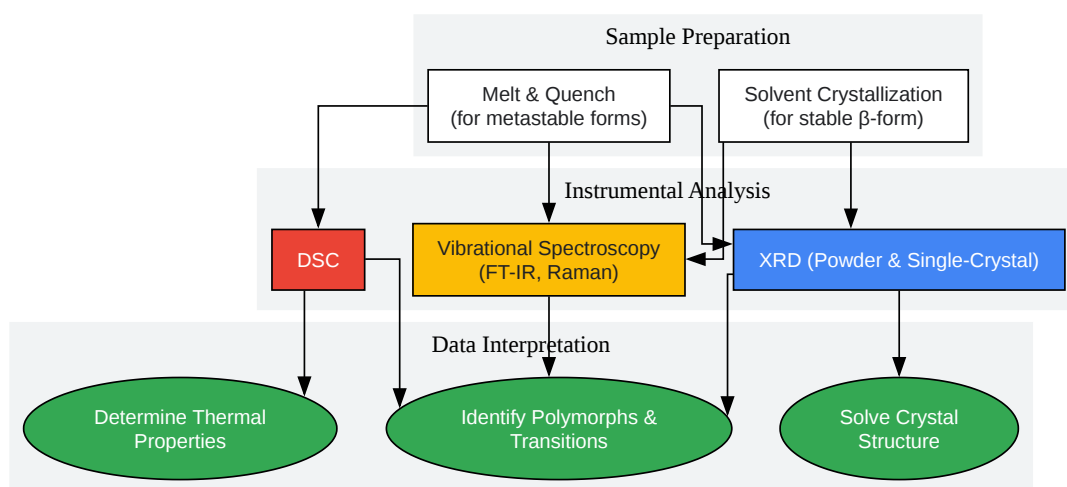 Sample Preparation
Melt & Quench
(for metastable forms)
Solvent Crystallization
(for stable β-form)
Instrumental Analysis
DSC
Vibrational Spectroscopy
(FT-IR, Raman)
XRD (Powder & Single-Crystal)
Data Interpretation
Determine Thermal
Properties
Identify Polymorphs &
Transitions
Solve Crystal
Structure